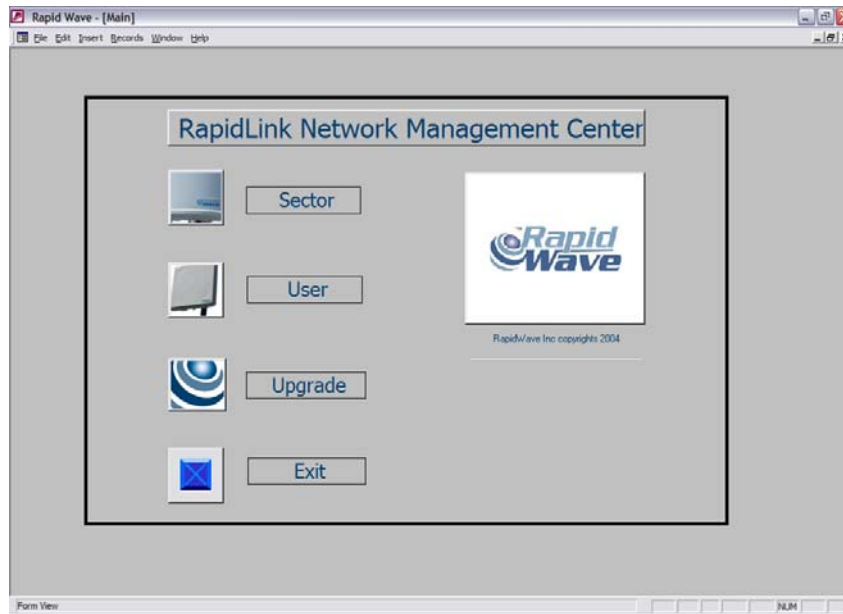 Rapid Wave - [Main]
File Edit Insert Records Window Help
RapidLink Network Management Center
Sector
Rapid
Wave
User
RapidWave Inc copyrights 2004
Upgrade
Exit
Form View
NUM